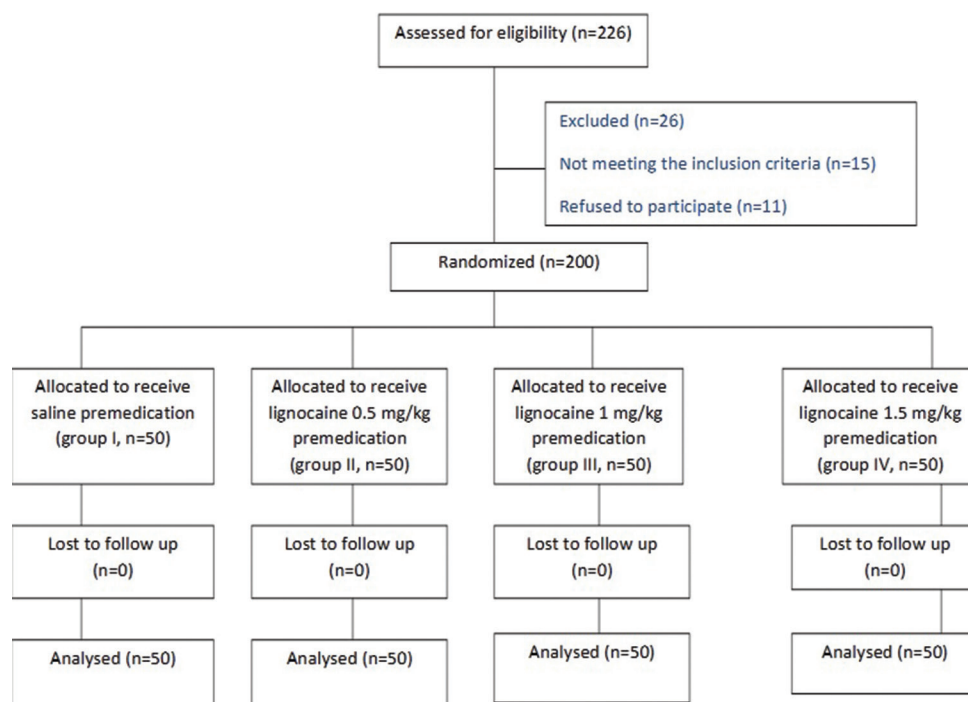 Assessed for eligibility (n=226)
Excluded (n=26)
Not meeting the inclusion criteria (n=15)
Refused to participate (n=11)
Randomized (n=200)
Allocated to receive
saline premedication
(group I, n=50)
Allocated to receive
lignocaine 0.5 mg/kg
premedication
(group II, n=50)
Allocated to receive
lignocaine 1 mg/kg
premedication
(group III, n=50)
Allocated to receive
lignocaine 1.5 mg/kg
premedication
(group IV, n=50)
Lost to follow up
(n=0)
Lost to follow up
(n=0)
Lost to follow up
(n=0)
Lost to follow up
(n=0)
Analysed (n=50)
Analysed (n=50)
Analysed (n=50)
Analysed (n=50)